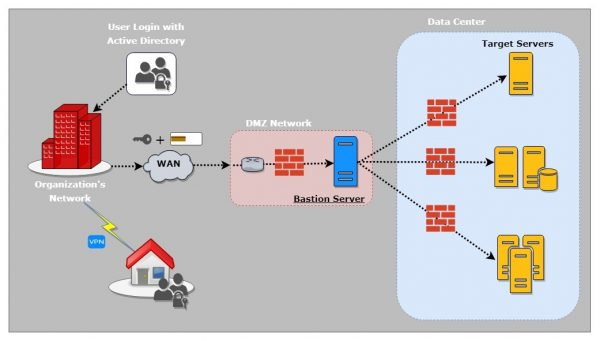 User Login with
Active Directory
Data Center
Target Servers
DMZ Network
WAN
Bastion Server
Organization's
Network
VPN